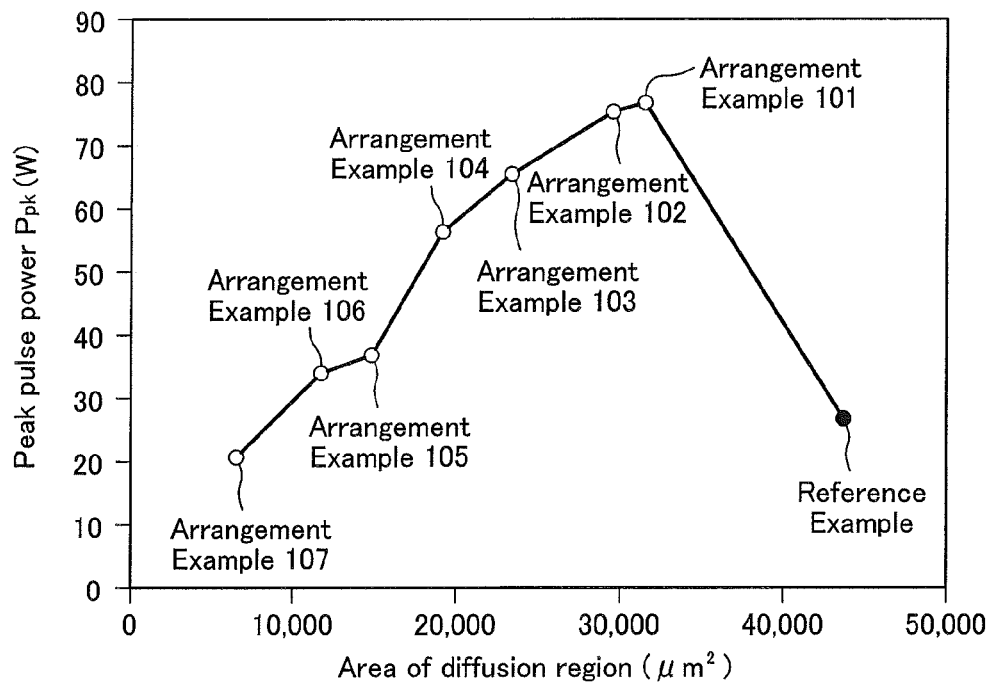 90
80
70
60
50
40
30
20
10
0
Peak pulse power Ppk (W)
Arrangement
Example 101
Arrangement
Example 104
Arrangement
Example 102
Arrangement
Example 103
Arrangement
Example 106
Arrangement
Example 105
Reference
Example
Arrangement
Example 107
0 10,000 20,000 30,000 40,000 50,000
Area of diffusion region (μm²)